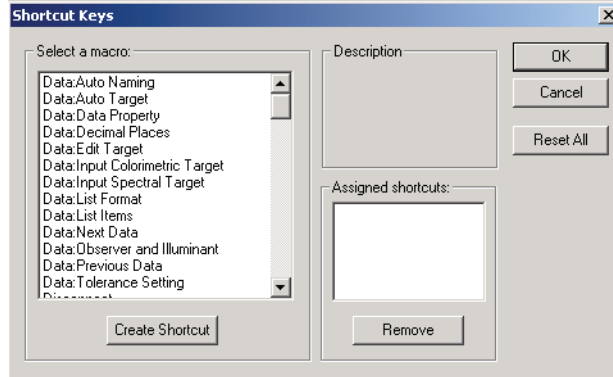 Shortcut Keys
Select a macro:
Data:Auto Naming
Data:Auto Target
Data:Data Property
Data:Decimal Places
Data:Edit Target
Data:Input Colorimetric Target
Data:Input Spectral Target
Data:List Format
Data:List Items
Data:Next Data
Data:Observer and Illuminant
Data:Previous Data
Data:Tolerance Setting
Create Shortcut
Description
Assigned shortcuts:
Remove
OK
Cancel
Reset All